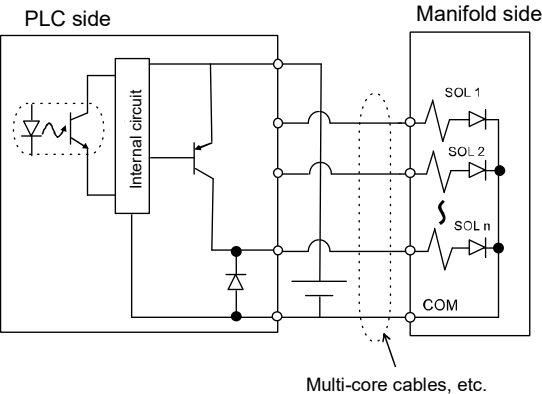 PLC side
Manifold side
Internal circuit
SOL 1
SOL 2
SOL n
COM
Multi-core cables, etc.